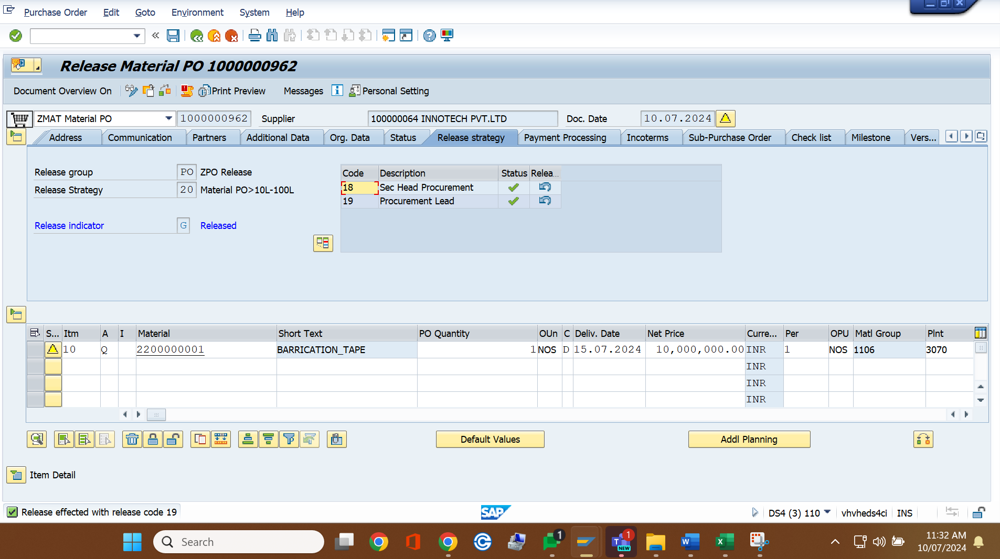 Purchase Order Edit Goto Environment System Help
Release Material PO 1000000962
Document Overview On Print Preview Messages Personal Setting
ZMAT Material PO 1000000962 Supplier 100000064 INNOTECH PVT.LTD Doc. Date 10.07.2024
Address Communication Partners Additional Data Org. Data Status Release strategy Payment Processing Incoterms Sub-Purchase Order Check list Milestone Vers...
Release group PO ZPO Release
Release Strategy 20 Material PO>10L-100L
Release indicator G Released
Code Description Status Relea...
18 Sec Head Procurement
19 Procurement Lead
S... Itm A I Material Short Text PO Quantity OUn C Deliv. Date Net Price Curre... Per OPU Matl Group Plnt
10 Q 2200000001 BARRICATION_TAPE 1 NOS D 15.07.2024 10,000,000.00 INR 1 NOS 1106 3070
INR
INR
INR
Default Values Addl Planning
Item Detail
Release effected with release code 19 SAP DS4 (3) 110 vhvheds4ci INS
Search 1 1 T NEW W X 11:32 AM
10/07/2024